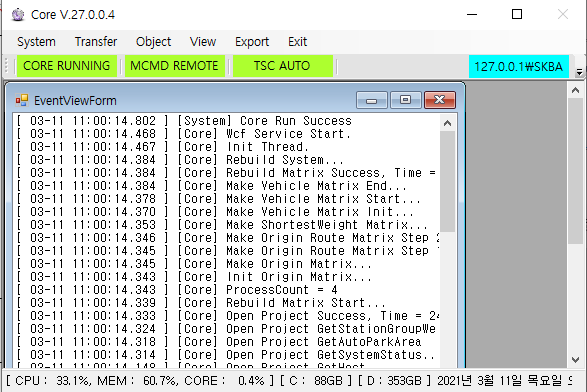 Core V.27.0.0.4
System Transfer Object View Export Exit
CORE RUNNING MCMD REMOTE TSC AUTO 127.0.0.1₩SKBA
EventViewForm
[ 03-11 11:00:14.802 ] [System] Core Run Success
[ 03-11 11:00:14.468 ] [Core] Wcf Service Start.
[ 03-11 11:00:14.467 ] [Core] Init Thread.
[ 03-11 11:00:14.384 ] [Core] Rebuild System...
[ 03-11 11:00:14.384 ] [Core] Rebuild Matrix Success, Time =
[ 03-11 11:00:14.384 ] [Core] Make Vehicle Matrix End...
[ 03-11 11:00:14.378 ] [Core] Make Vehicle Matrix Start...
[ 03-11 11:00:14.370 ] [Core] Make Vehicle Matrix Init...
[ 03-11 11:00:14.353 ] [Core] Make ShortestWeight Matrix...
[ 03-11 11:00:14.346 ] [Core] Make Origin Route Matrix Step 2
[ 03-11 11:00:14.345 ] [Core] Make Origin Route Matrix Step
[ 03-11 11:00:14.345 ] [Core] Make Origin Matrix...
[ 03-11 11:00:14.343 ] [Core] Init Origin Matrix...
[ 03-11 11:00:14.343 ] [Core] ProcessCount = 4
[ 03-11 11:00:14.339 ] [Core] Rebuild Matrix Start...
[ 03-11 11:00:14.333 ] [Core] Open Project Success, Time = 24
[ 03-11 11:00:14.324 ] [Core] Open Project GetStationGroupWe
[ 03-11 11:00:14.318 ] [Core] Open Project GetAutoParkArea
[ 03-11 11:00:14.314 ] [Core] Open Project GetSystemStatus..
[ 03-11 11:00:14.148 ] [Core] Open Project GetHost
[ CPU : 33.1%, MEM : 60.7%, CORE : 0.4% ] [ C : 88GB ] [ D : 353GB ] 2021년 3월 11일 목요일